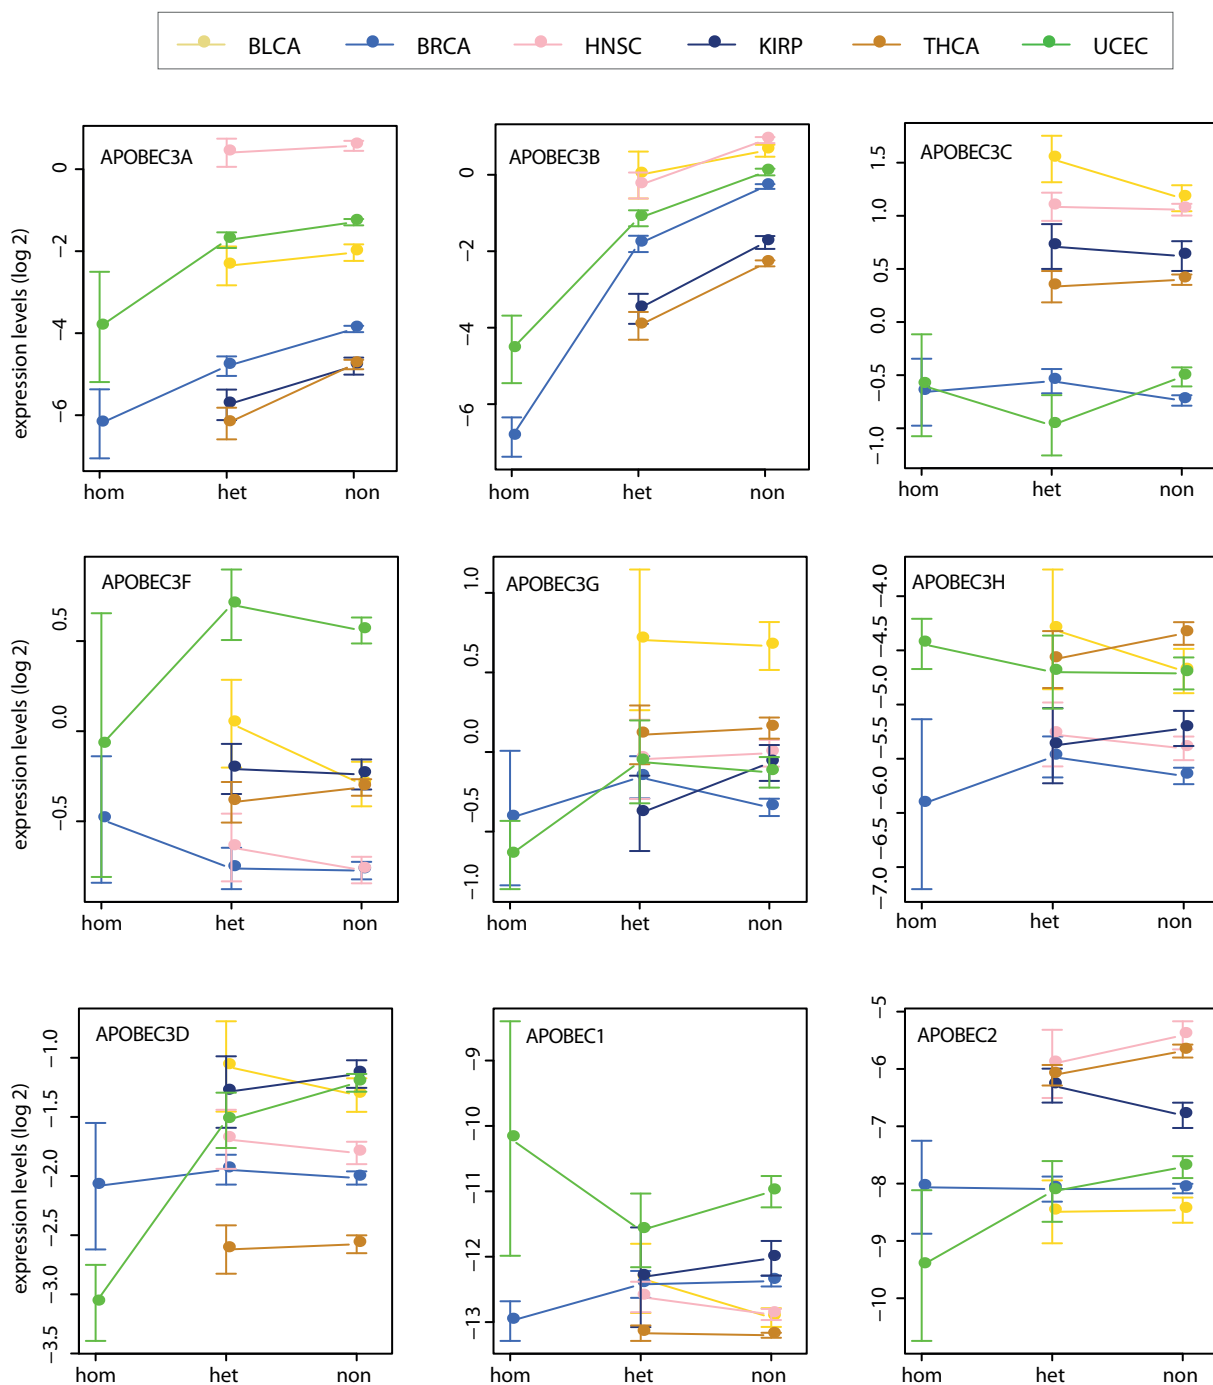 BLCA BRCA HNSC KIRP THCA UCEC
APOBEC3A
expression levels (log 2)
0
−2
−4
−6
hom het non
APOBEC3B
0
−2
−4
−6
hom het non
APOBEC3C
1.5
1.0
0.5
0.0
−0.5
−1.0
hom het non
APOBEC3F
expression levels (log 2)
0.5
0.0
−0.5
hom het non
APOBEC3G
1.0
0.5
0.0
−0.5
−1.0
hom het non
APOBEC3H
−4.0
−4.5
−5.0
−5.5
−6.0
−6.5
−7.0
hom het non
APOBEC3D
expression levels (log 2)
−1.0
−1.5
−2.0
−2.5
−3.0
−3.5
hom het non
APOBEC1
−9
−10
−11
−12
−13
hom het non
APOBEC2
−5
−6
−7
−8
−9
−10
hom het non